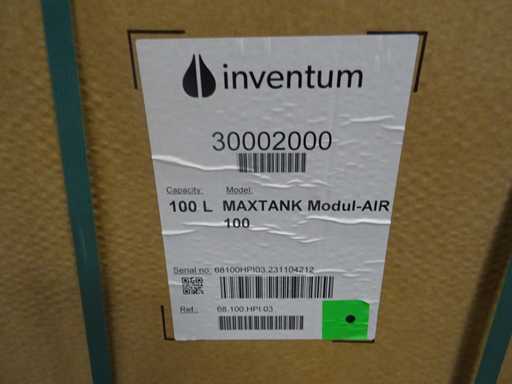 inventum
30002000
Capacity: Model:
100 L MAXTANK Modul-AIR
100
Serial no: 68100HPI03.231104212
Ref.: 68.100.HPI.03